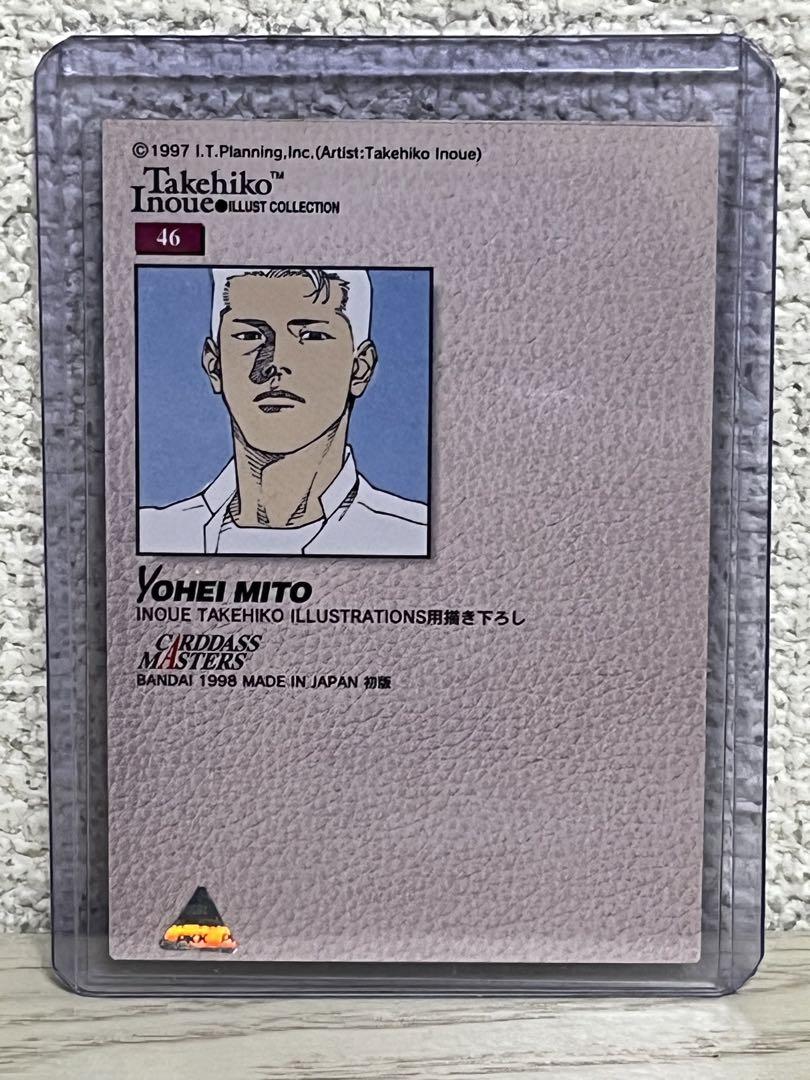 ©1997 I.T.Planning,Inc.(Artist:Takehiko Inoue)
Takehiko™
Inoue●ILLUST COLLECTION
46
YOHEI MITO
INOUE TAKEHIKO ILLUSTRATIONS用描き下ろし
CARDDASS
MASTERS
BANDAI 1998 MADE IN JAPAN 初版